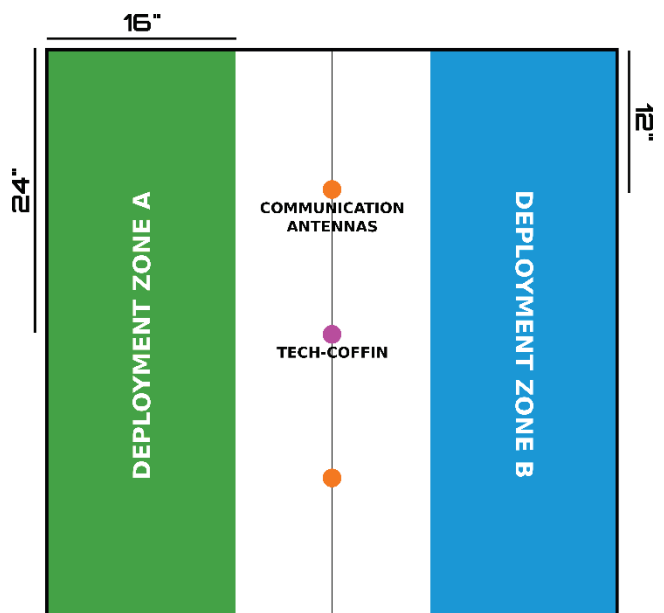 16"
24"
12"
COMMUNICATION
ANTENNAS
DEPLOYMENT ZONE A
DEPLOYMENT ZONE B
TECH-COFFIN